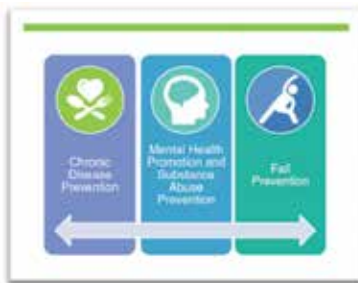 Chronic
Disease
Prevention
Mental Health
Promotion and
Substance
Abuse
Prevention
Fall
Prevention